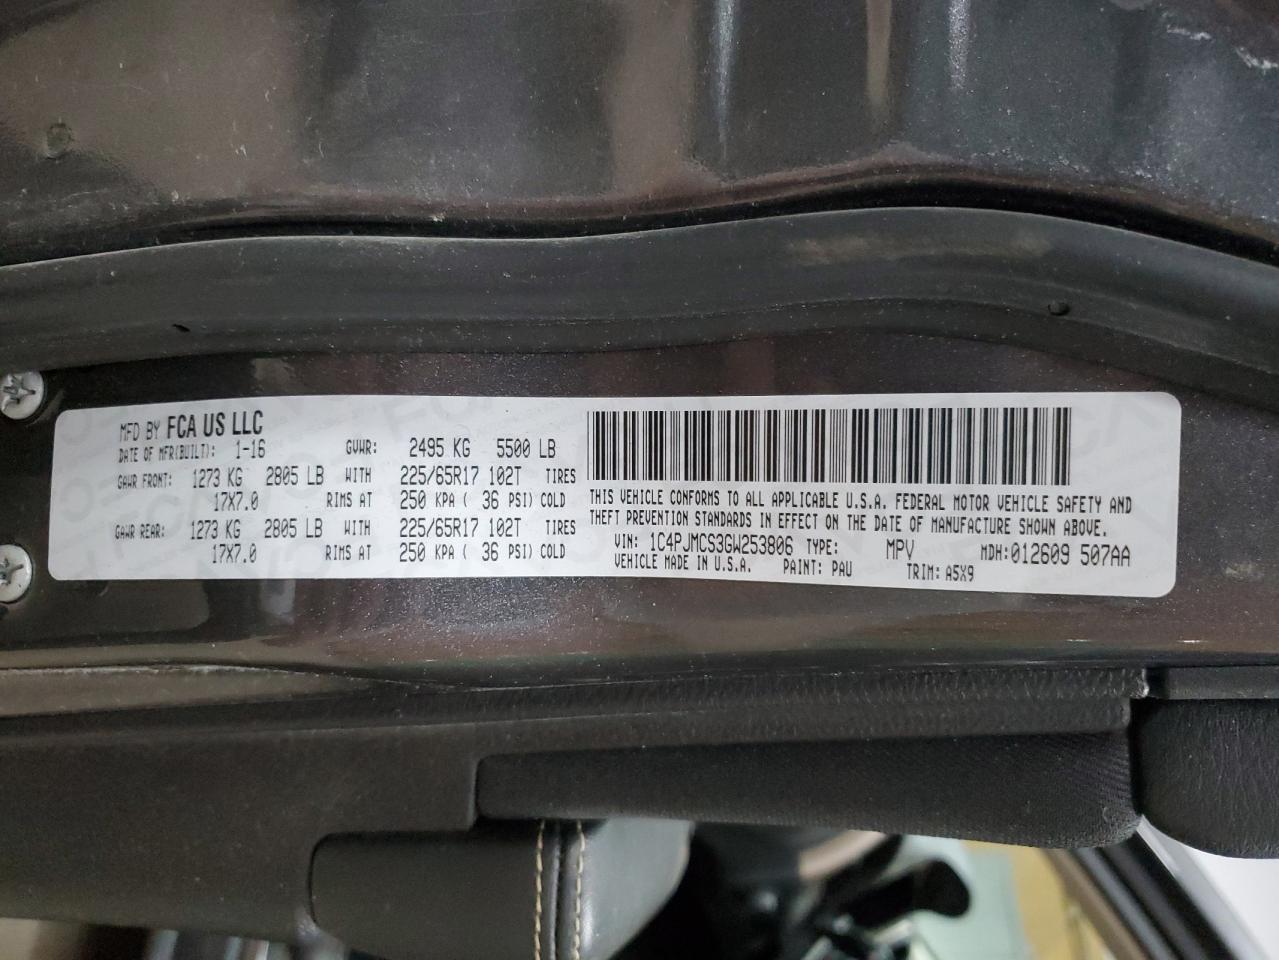 MFD BY FCA US LLC
DATE OF MFR(BUILT): 1-16 GVWR: 2495 KG 5500 LB
GAWR FRONT: 1273 KG 2805 LB WITH 225/65R17 102T TIRES
17X7.0 RIMS AT 250 KPA ( 36 PSI) COLD
GAWR REAR: 1273 KG 2805 LB WITH 225/65R17 102T TIRES
17X7.0 RIMS AT 250 KPA ( 36 PSI) COLD
THIS VEHICLE CONFORMS TO ALL APPLICABLE U.S.A. FEDERAL MOTOR VEHICLE SAFETY AND
THEFT PREVENTION STANDARDS IN EFFECT ON THE DATE OF MANUFACTURE SHOWN ABOVE.
VIN: 1C4PJMCS3GW253806 TYPE: MPV MDH:012609 507AA
VEHICLE MADE IN U.S.A. PAINT: PAU TRIM: A5X9